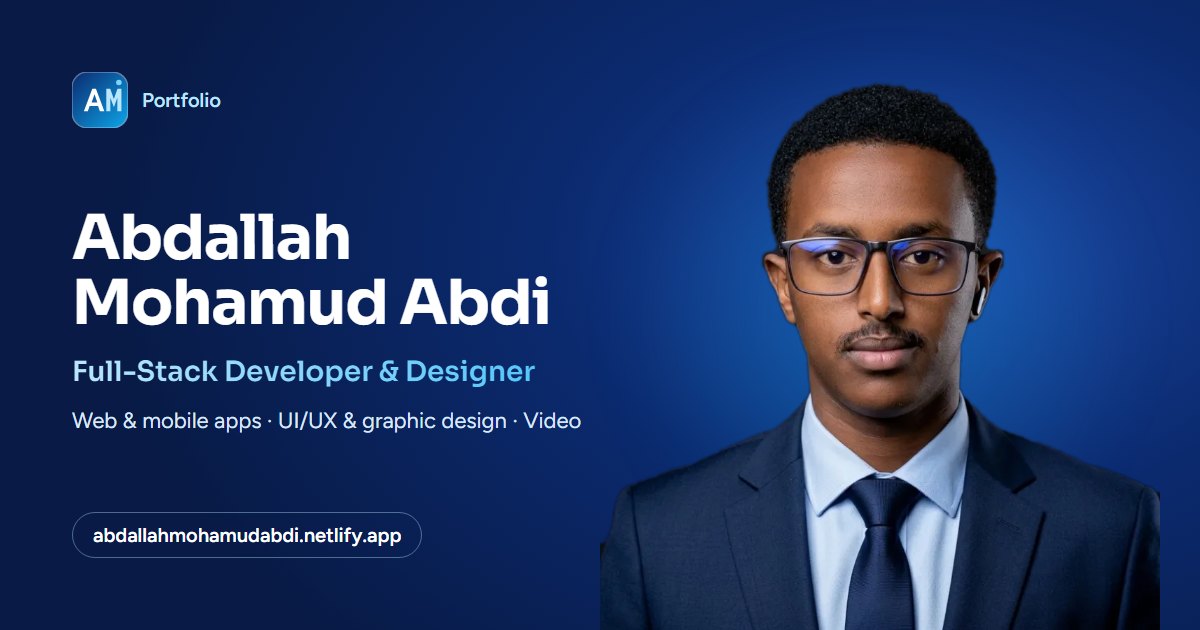 AM
Portfolio
Abdallah
Mohamud Abdi
Full-Stack Developer & Designer
Web & mobile apps · UI/UX & graphic design · Video
abdallahmohamudabdi.netlify.app